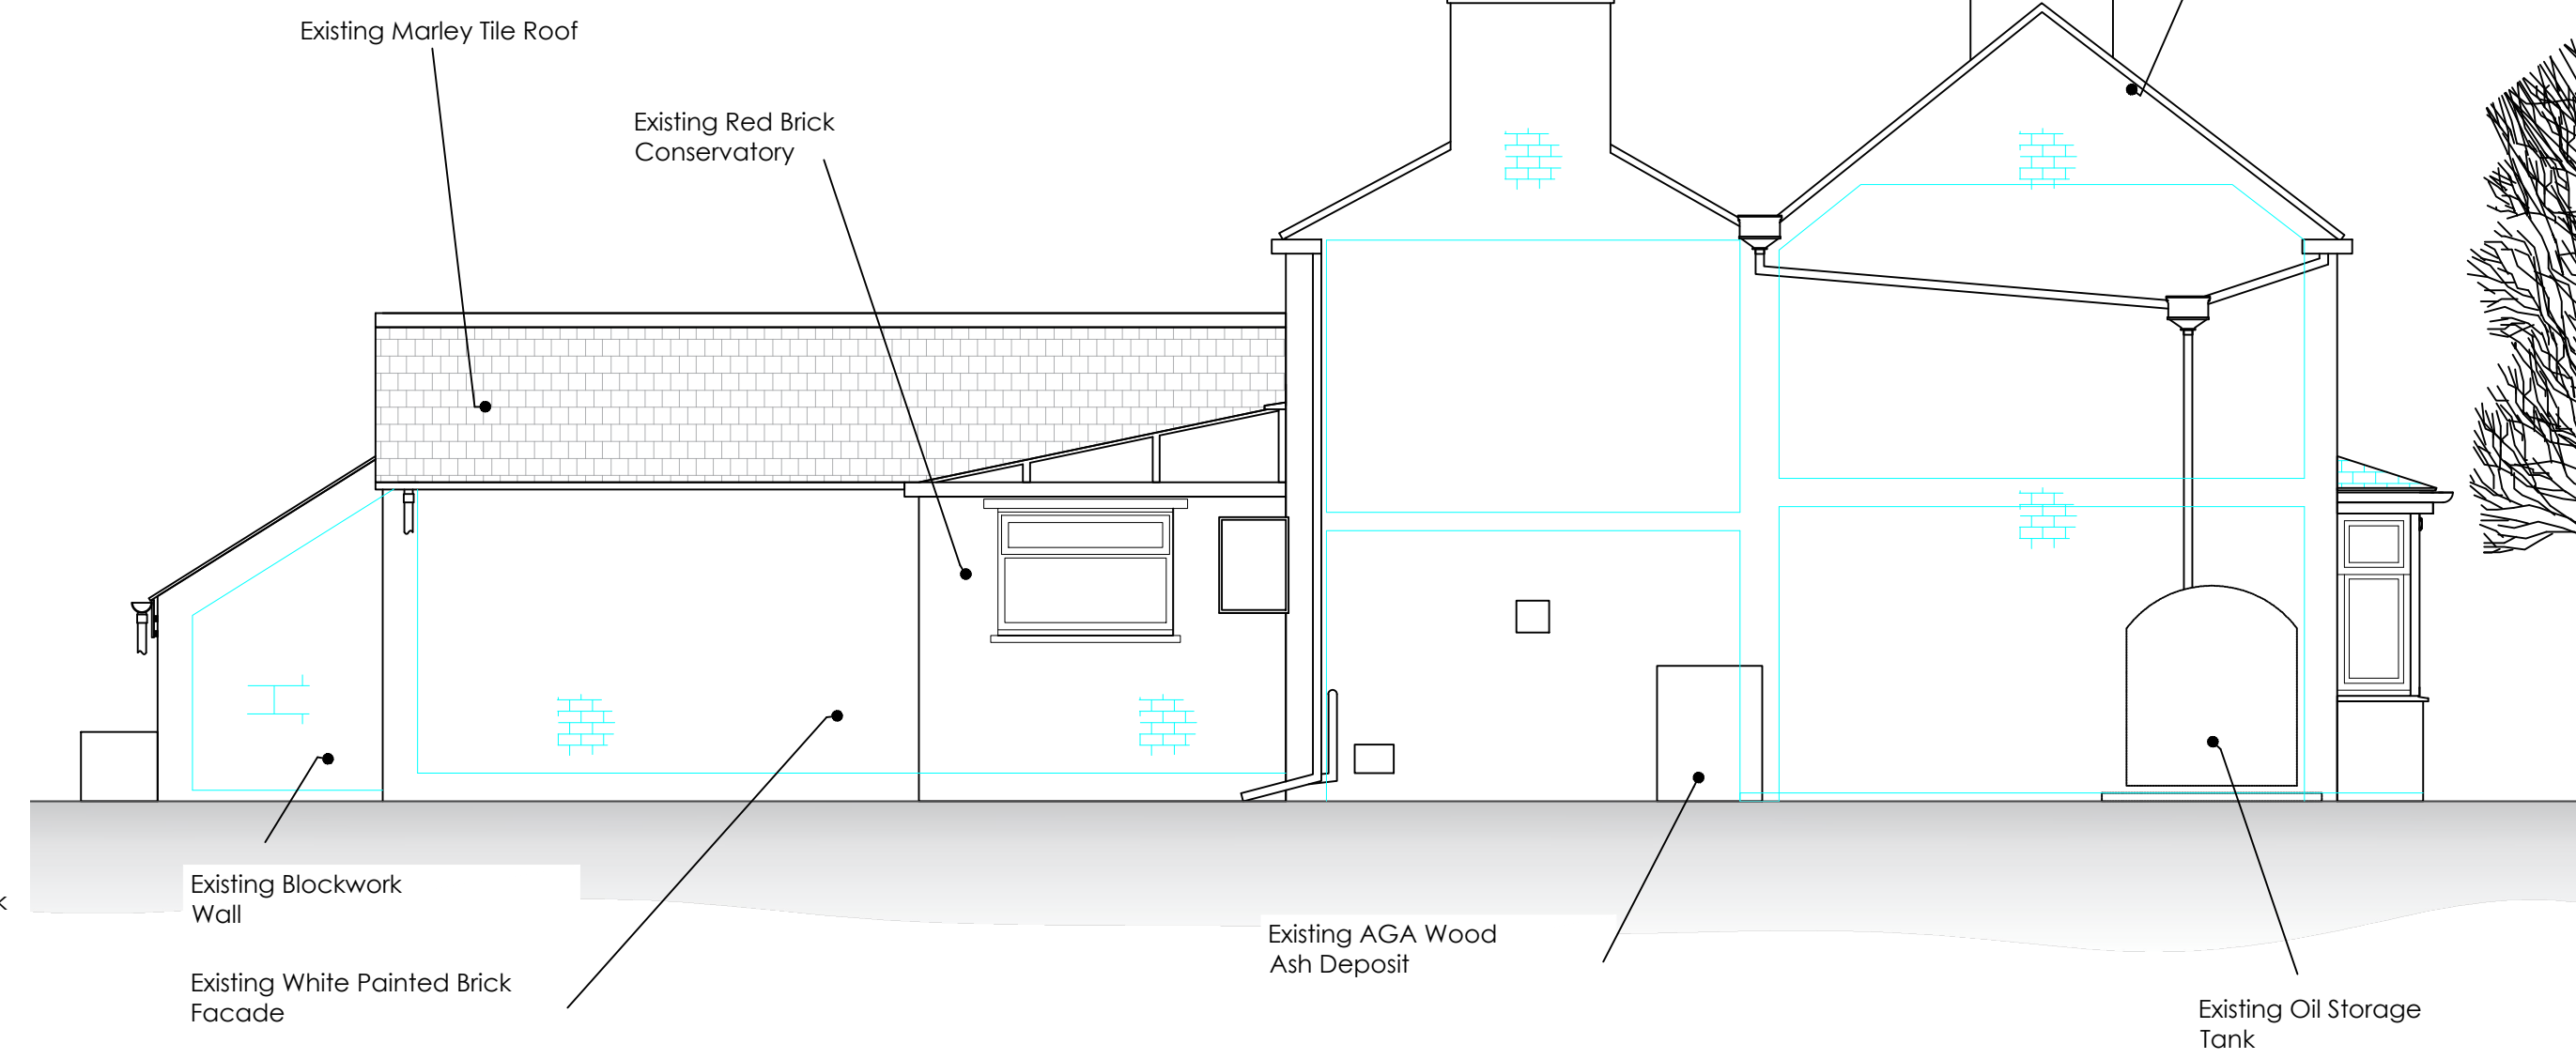 Existing Marley Tile Roof
Existing Red Brick
Conservatory
Existing Blockwork
Wall
Existing White Painted Brick
Facade
Existing AGA Wood
Ash Deposit
Existing Oil Storage
Tank